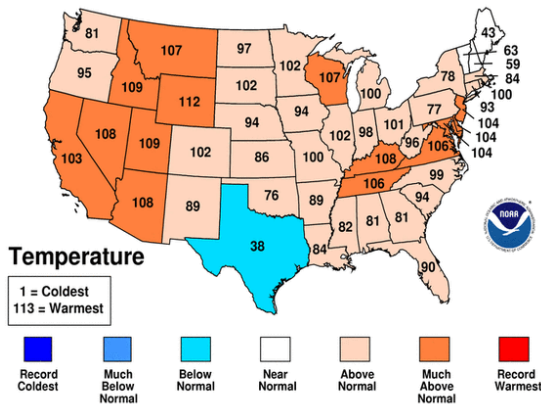 81
107
97
102
43
63
59
84
100
93
104
104
104
95
109
112
102
107
100
78
77
94
94
103
108
109
102
86
100
102
98
101
96
108
106
106
99
94
108
89
76
89
82
81
81
84
90
38
NOAA
Temperature
1 = Coldest
113 = Warmest
Record
Coldest
Much
Below
Normal
Below
Normal
Near
Normal
Above
Normal
Much
Above
Normal
Record
Warmest